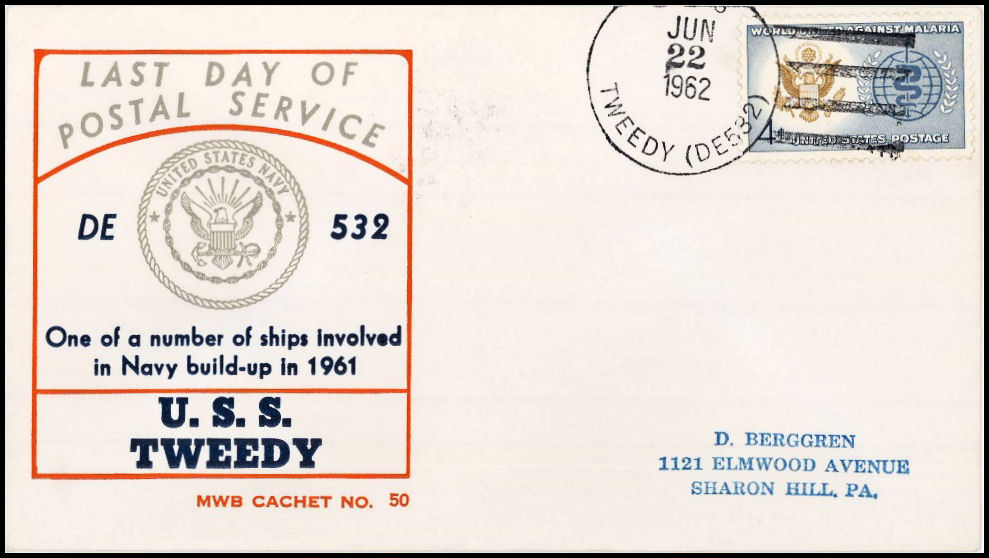 LAST DAY OF
POSTAL SERVICE
UNITED STATES NAVY
DE 532
One of a number of ships involved
in Navy build-up in 1961
U. S. S.
TWEEDY
MWB CACHET NO. 50
JUN
22
1962
TWEEDY (DE532)
WORLD UNITED AGAINST MALARIA
4¢ UNITED STATES POSTAGE
D. BERGGREN
1121 ELMWOOD AVENUE
SHARON HILL, PA.